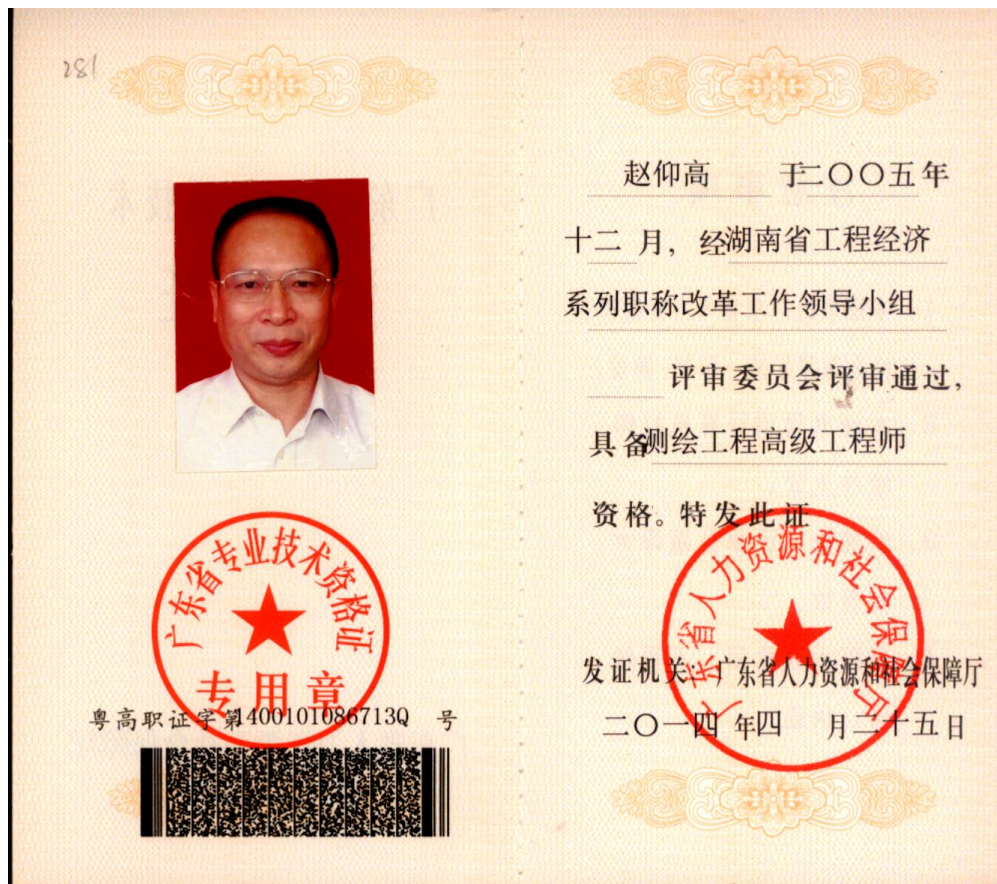 281
广东省专业技术资格证
专用章
粤高职证字第1400101086713Q 号
赵仰高 于二〇〇五年
十二月，经湖南省工程经济
系列职称改革工作领导小组
评审委员会评审通过，
具备测绘工程高级工程师
资格。特发此证
广东省人力资源和社会保障厅
发证机关：广东省人力资源和社会保障厅
二〇一四年四月二十五日